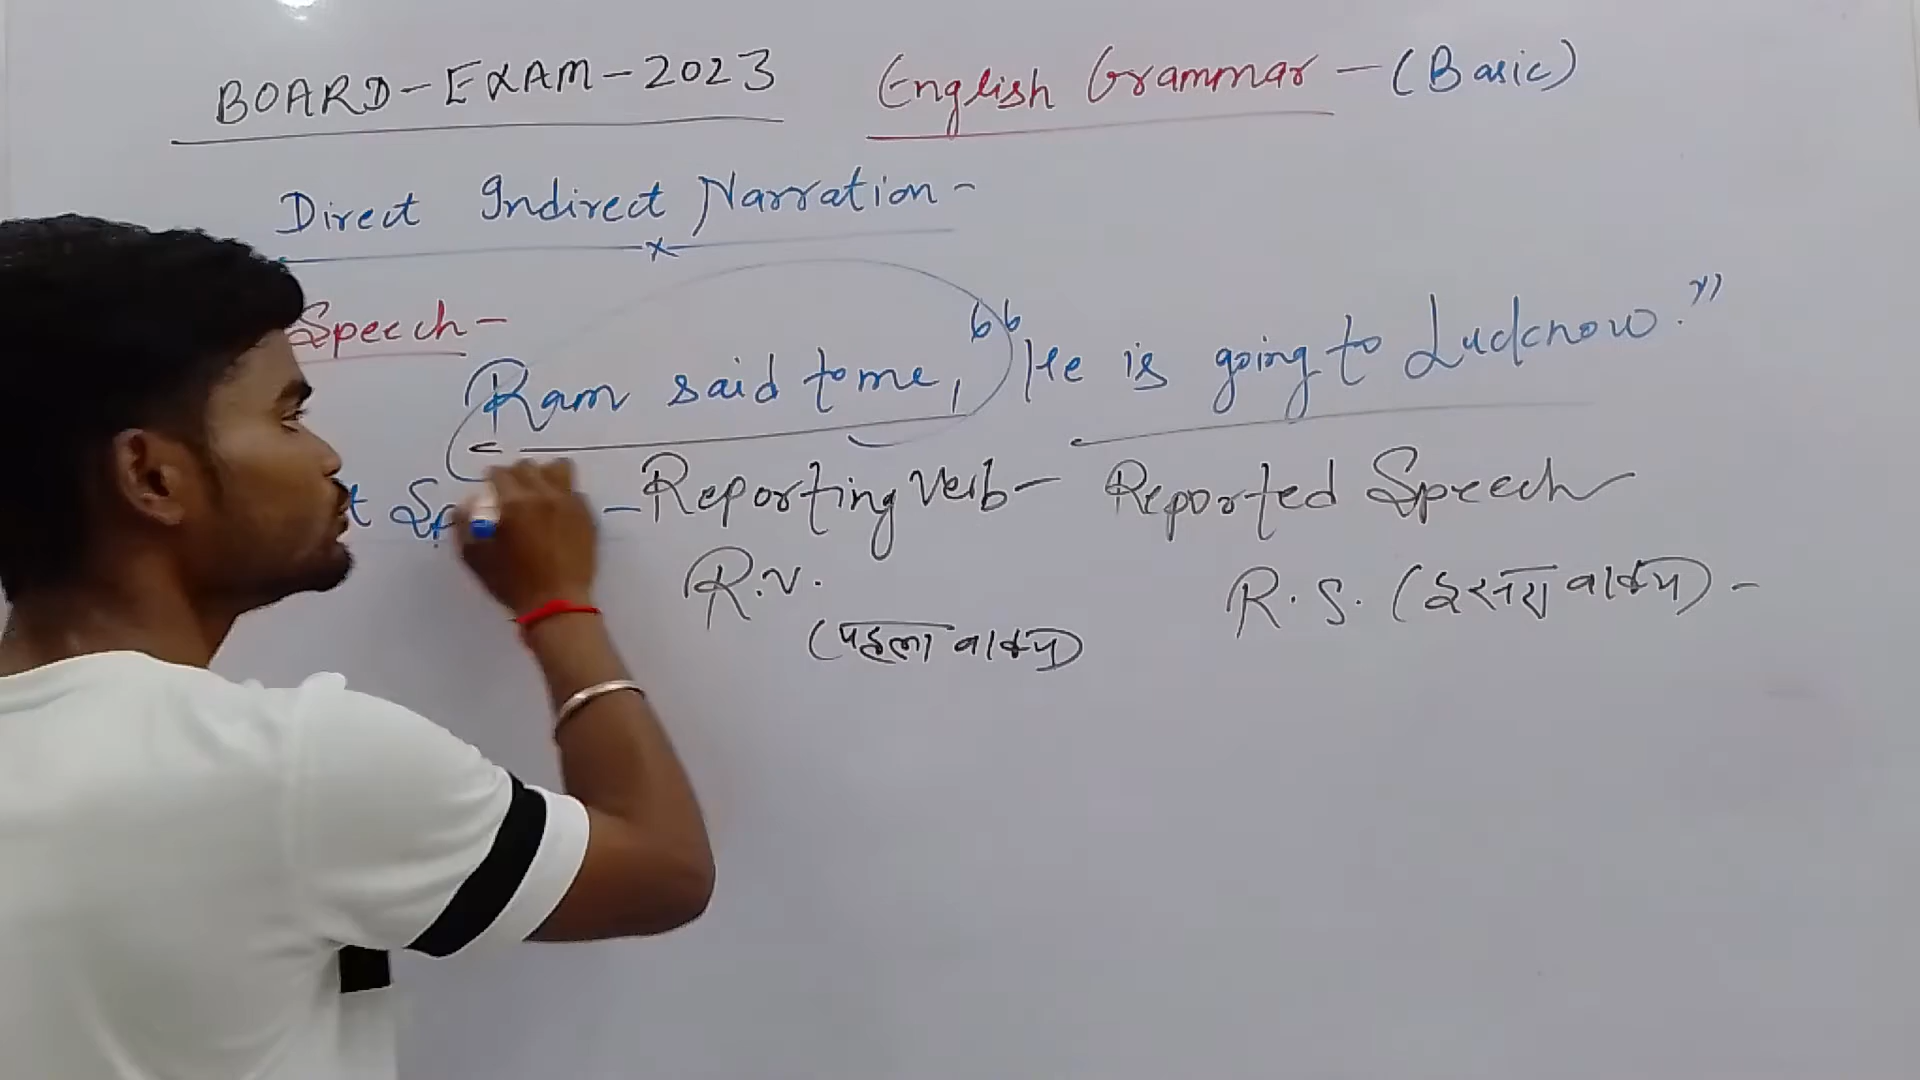 BOARD-EXAM-2023 English Grammar - (Basic)
Direct Indirect Narration -
Speech -
Ram said to me, "He is going to Lucknow."
Reporting Verb - Reported Speech
R.V. R.S. (दूसरा वाक्य) -
(पहला वाक्य)